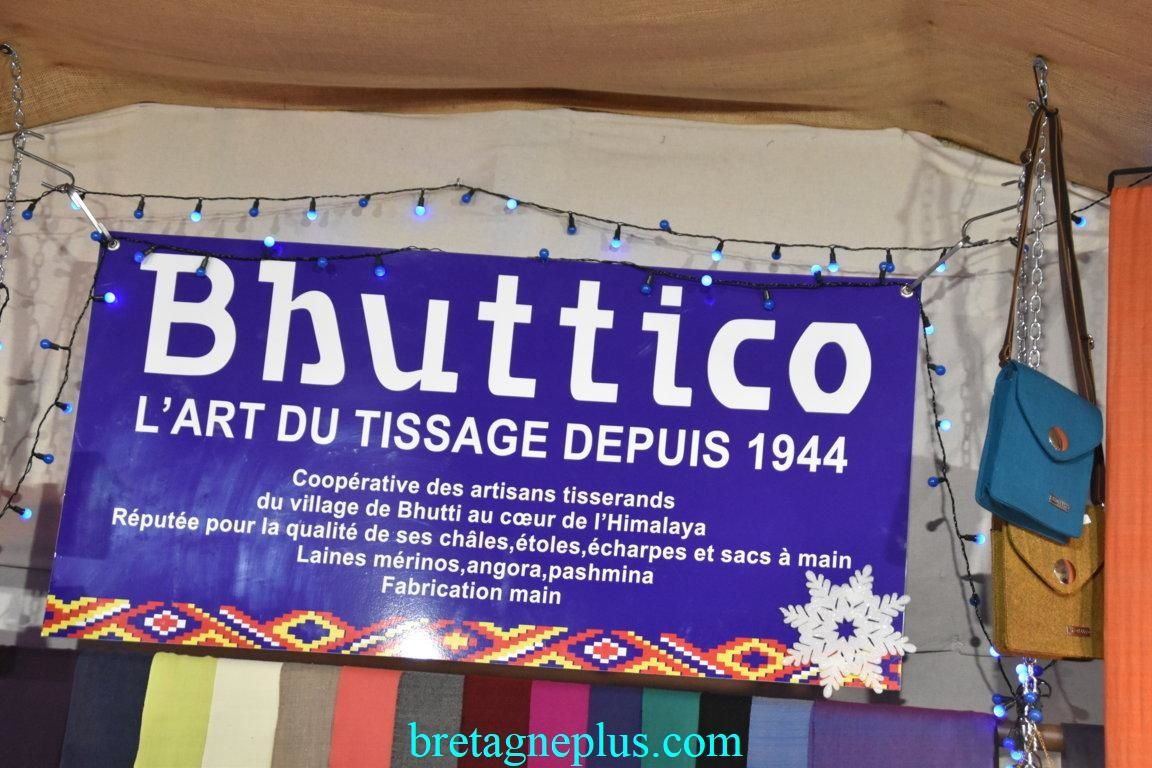 Bhuttico
L'ART DU TISSAGE DEPUIS 1944
Coopérative des artisans tisserands
du village de Bhutti au cœur de l'Himalaya
Réputée pour la qualité de ses châles,étoles,écharpes et sacs à main
Laines mérinos,angora,pashmina
Fabrication main
bretagneplus.com